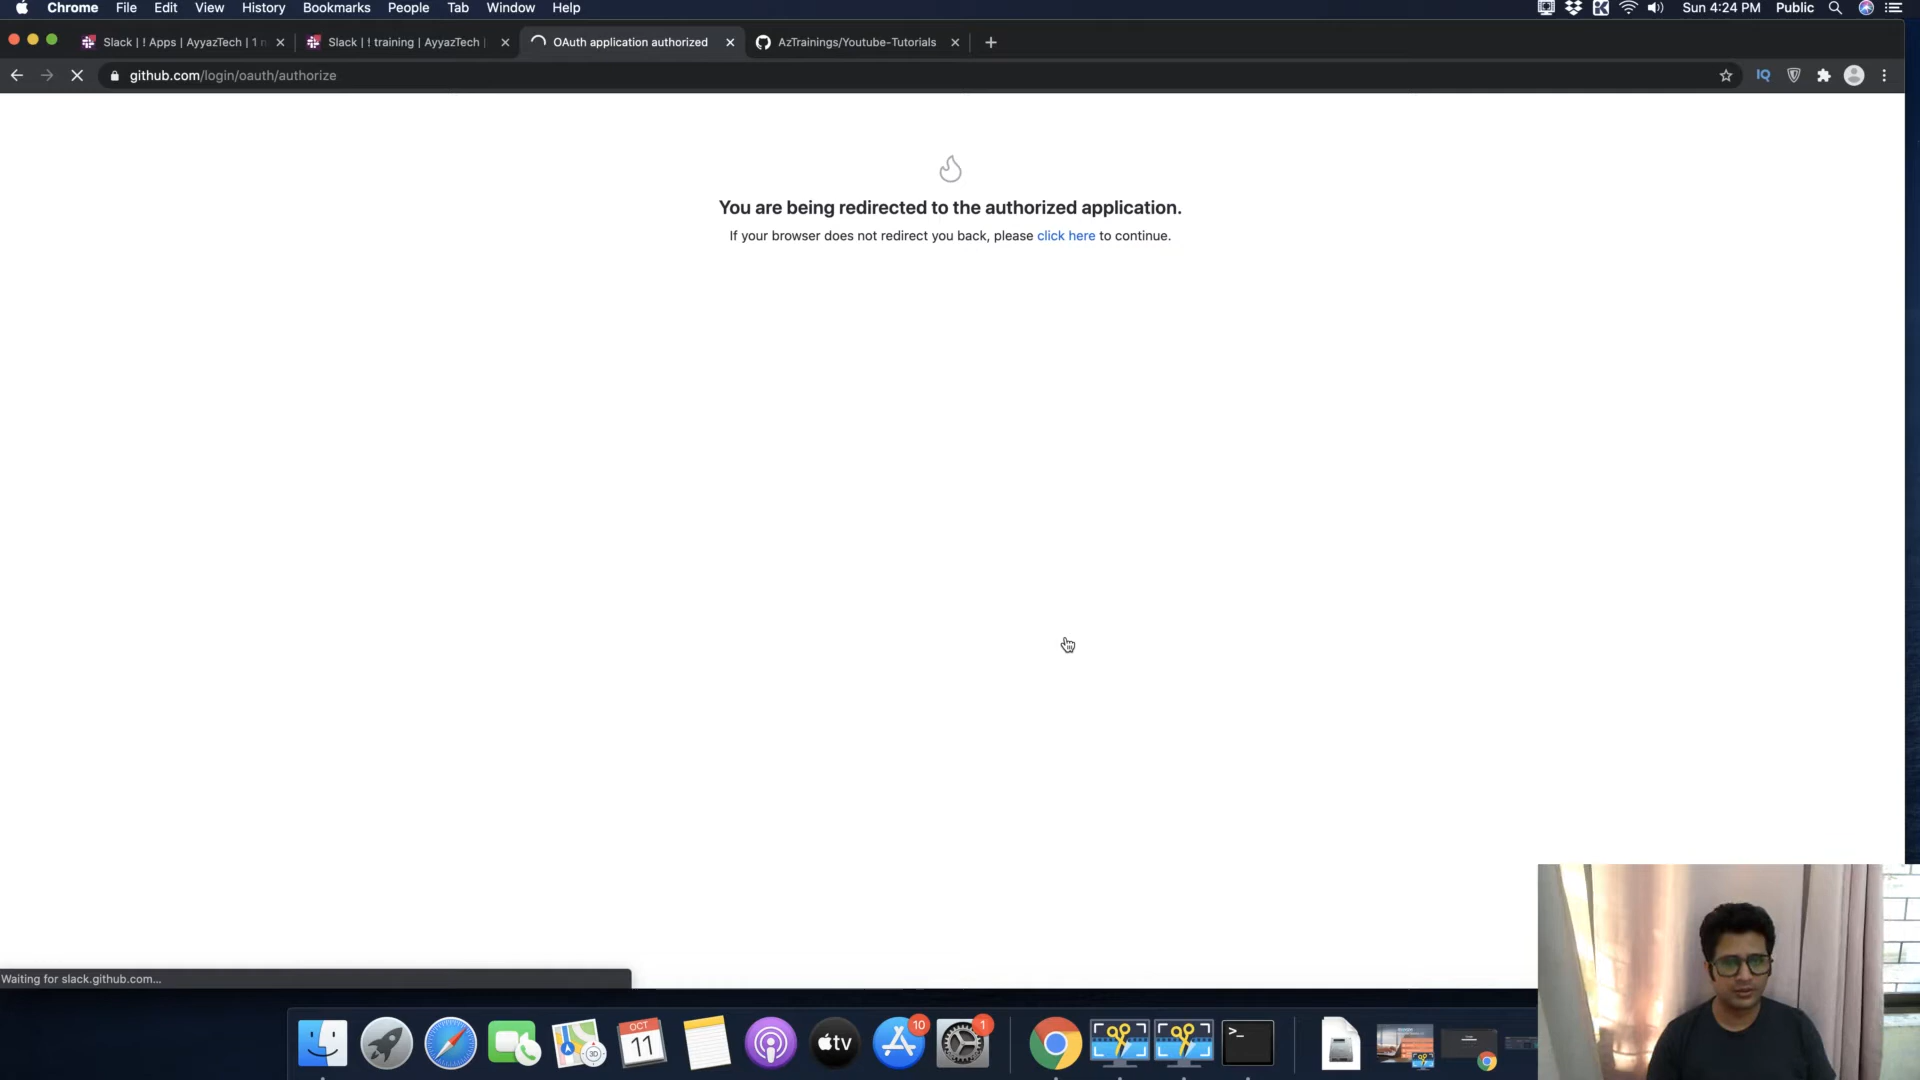 Chrome File Edit View History Bookmarks People Tab Window Help
Sun 4:24 PM Public
Slack | ! Apps | AyyazTech | 1 n
Slack | ! training | AyyazTech |
OAuth application authorized
AzTrainings/Youtube-Tutorials
github.com/login/oauth/authorize
IQ
You are being redirected to the authorized application.
If your browser does not redirect you back, please click here to continue.
Waiting for slack.github.com...
OCT
11
3D
tv
10
1
>_